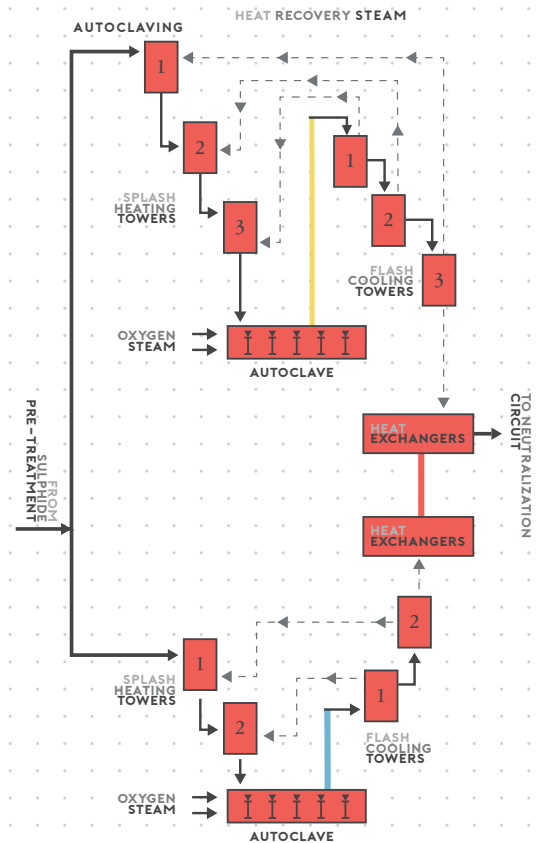 HEAT RECOVERY STEAM
AUTOCLAVING
1
2
1
SPLASH
HEATING
TOWERS
3
2
FLASH
COOLING
TOWERS
3
OXYGEN
STEAM
AUTOCLAVE
HEAT
EXCHANGERS
TO NEUTRALIZATION
CIRCUIT
FROM
SULPHIDE
PRE-TREATMENT
HEAT
EXCHANGERS
2
1
SPLASH
HEATING
TOWERS
1
2
FLASH
COOLING
TOWERS
OXYGEN
STEAM
AUTOCLAVE